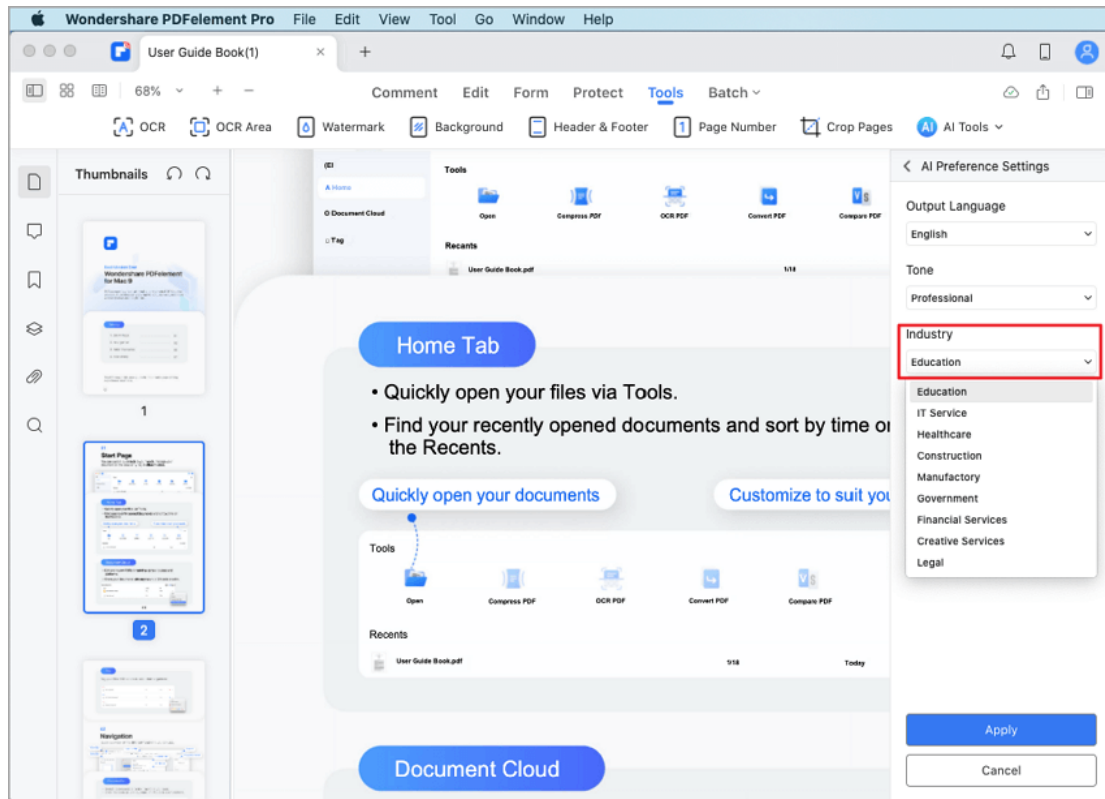 Wondershare PDFelement Pro File Edit View Tool Go Window Help
User Guide Book(1)
68%
Comment Edit Form Protect Tools Batch
OCR OCR Area Watermark Background Header & Footer Page Number Crop Pages AI AI Tools
Thumbnails
Wondershare PDFelement
for Mac 9
1
Start Page
2
Navigation
A Home
Document Cloud
Tag
Tools
Open Compress PDF OCR PDF Convert PDF Compare PDF
Recents
User Guide Book.pdf 1/18
Home Tab
• Quickly open your files via Tools.
• Find your recently opened documents and sort by time or
the Recents.
Quickly open your documents Customize to suit you
Tools
Open Compress PDF OCR PDF Convert PDF Compare PDF
Recents
User Guide Book.pdf 1/18 Today
Document Cloud
AI Preference Settings
Output Language
English
Tone
Professional
Industry
Education
Education
IT Service
Healthcare
Construction
Manufactory
Government
Financial Services
Creative Services
Legal
Apply
Cancel